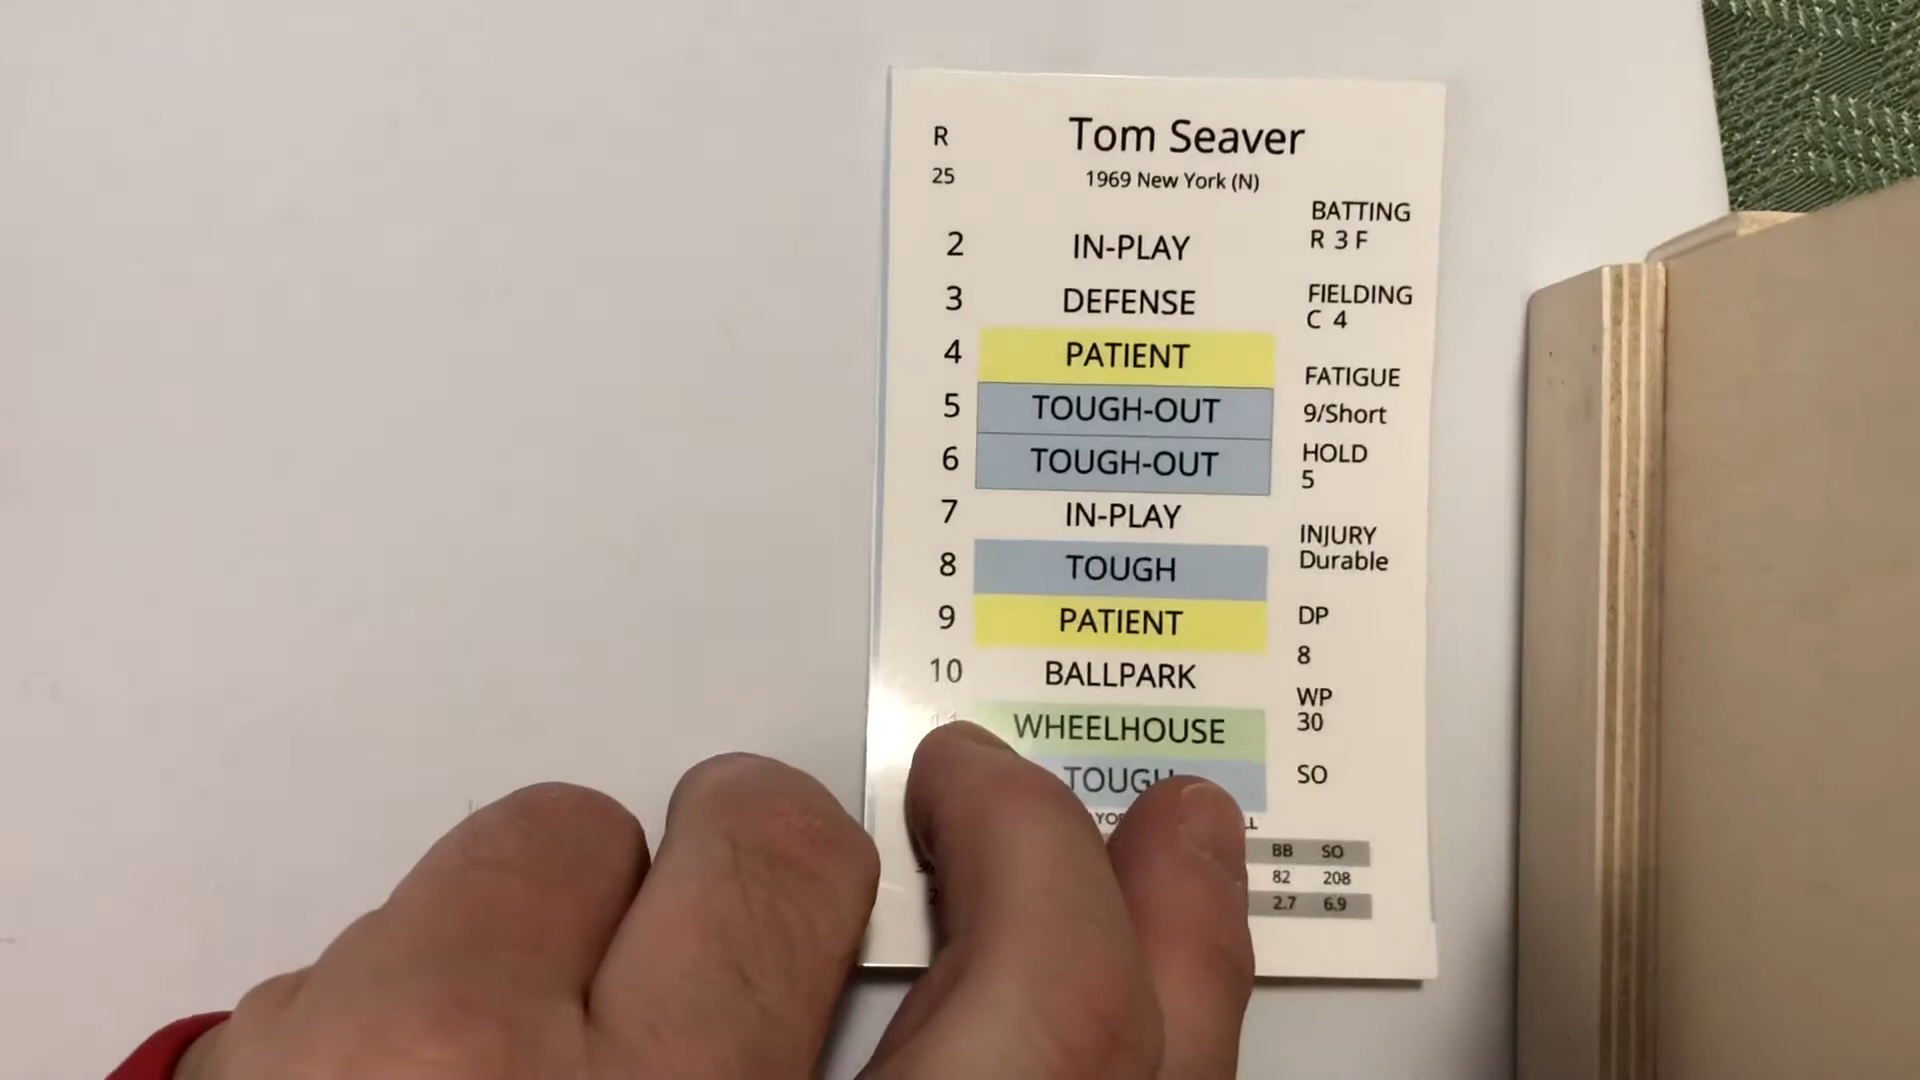 R Tom Seaver
25 1969 New York (N)
BATTING
R 3 F
2 IN-PLAY
3 DEFENSE
FIELDING
C 4
4 PATIENT
FATIGUE
5 TOUGH-OUT 9/Short
6 TOUGH-OUT
HOLD
5
7 IN-PLAY
INJURY
Durable
8 TOUGH
9 PATIENT
DP
8
10 BALLPARK
WP
30
WHEELHOUSE
TOUGH
SO
BB SO
82 208
2.7 6.9